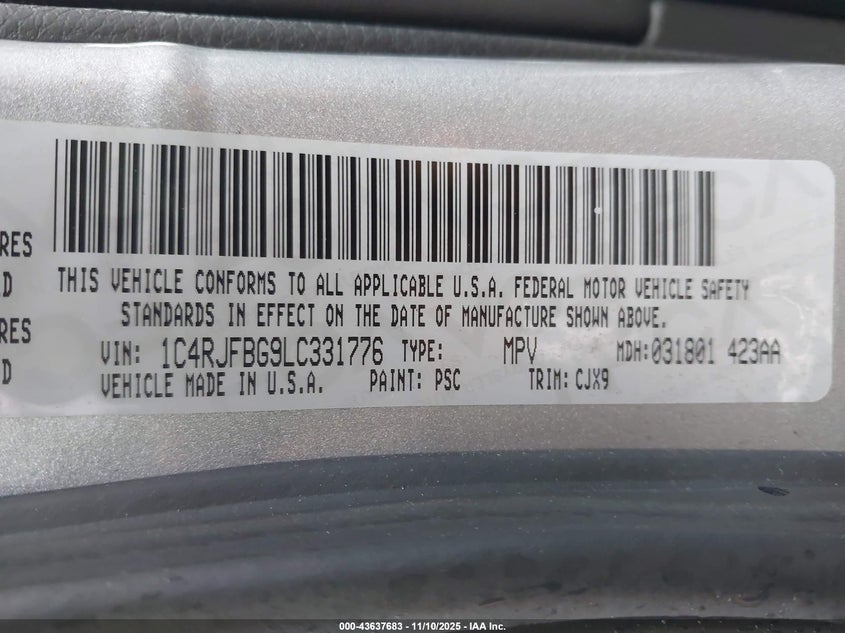 RES
D
RES
D
THIS VEHICLE CONFORMS TO ALL APPLICABLE U.S.A. FEDERAL MOTOR VEHICLE SAFETY
STANDARDS IN EFFECT ON THE DATE OF MANUFACTURE SHOWN ABOVE.
VIN: 1C4RJFBG9LC331776 TYPE: MPV MDH:031801 423AA
VEHICLE MADE IN U.S.A. PAINT: PSC TRIM: CJX9
000-43637683 - 11/10/2025 - IAA Inc.